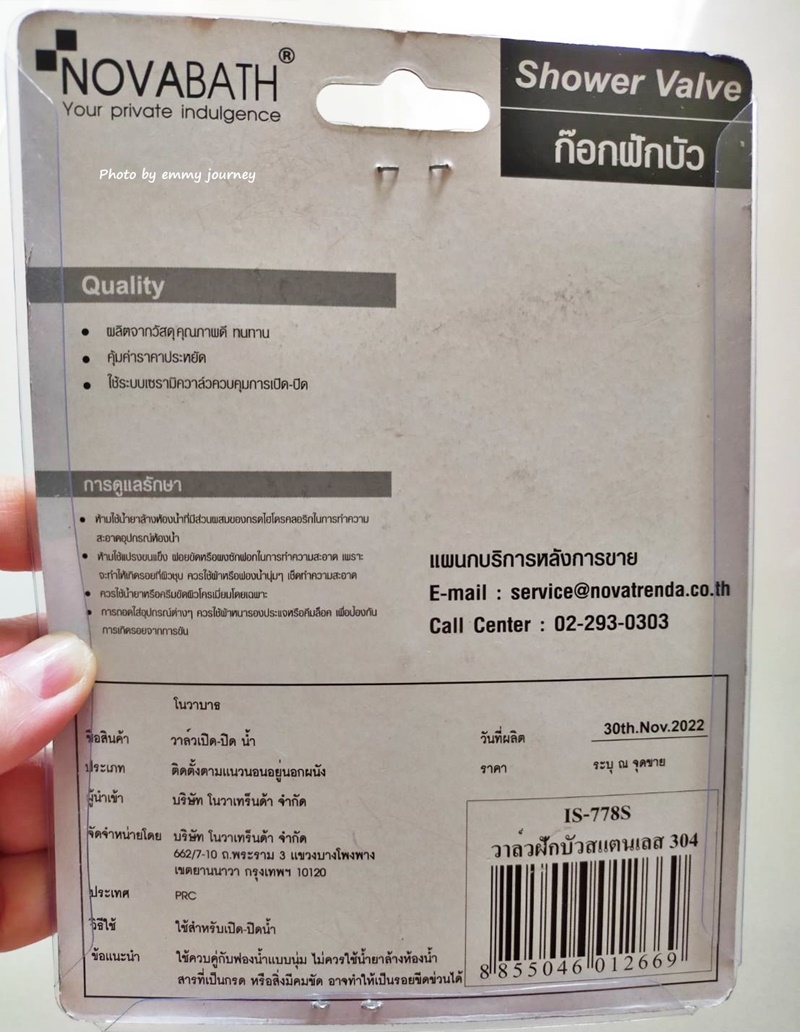 NOVABATH®
Your private indulgence
Shower Valve
ก๊อกฝักบัว
Photo by emmy journey
Quality
• ผลิตจากวัสดุคุณภาพดี ทนทาน
• คุ้มค่าราคาประหยัด
• ใช้ระบบเซรามิควาล์วควบคุมการเปิด-ปิด
การดูแลรักษา
• ห้ามใช้น้ำยาล้างห้องน้ำที่มีส่วนผสมของกรดไฮโดรคลอริกในการทำความ
สะอาดอุปกรณ์ห้องน้ำ
• ห้ามใช้แปรงขนแข็ง ฝอยขัดหรือผงซักฟอกในการทำความสะอาด เพราะ
จะทำให้เกิดรอยที่ผิวชุบ ควรใช้ผ้าหรือฟองน้ำนุ่มๆ เช็ดทำความสะอาด
• ควรใช้น้ำยาหรือครีมขัดผิวโครเมี่ยมโดยเฉพาะ
• การถอดใส่อุปกรณ์ต่างๆ ควรใช้ผ้าหนารองประแจหรือคีมล็อค เพื่อป้องกัน
การเกิดรอยจากการขัน
แผนกบริการหลังการขาย
E-mail : service@novatrenda.co.th
Call Center : 02-293-0303
โนวาบาธ
ชื่อสินค้า วาล์วเปิด-ปิด น้ำ
ประเภท ติดตั้งตามแนวนอนอยู่นอกผนัง
ผู้นำเข้า บริษัท โนวาเทร็นด้า จำกัด
จัดจำหน่ายโดย บริษัท โนวาเทร็นด้า จำกัด
662/7-10 ถ.พระราม 3 แขวงบางโพงพาง
เขตยานนาวา กรุงเทพฯ 10120
ประเทศ PRC
วิธีใช้ ใช้สำหรับเปิด-ปิดน้ำ
ข้อแนะนำ ใช้ควบคู่กับฟองน้ำแบบนุ่ม ไม่ควรใช้น้ำยาล้างห้องน้ำ
สารที่เป็นกรด หรือสิ่งมีคมขัด อาจทำให้เป็นรอยขีดข่วนได้
วันที่ผลิต 30th.Nov.2022
ราคา ระบุ ณ จุดขาย
IS-778S
วาล์วฝักบัวสแตนเลส 304
8 855046 012669